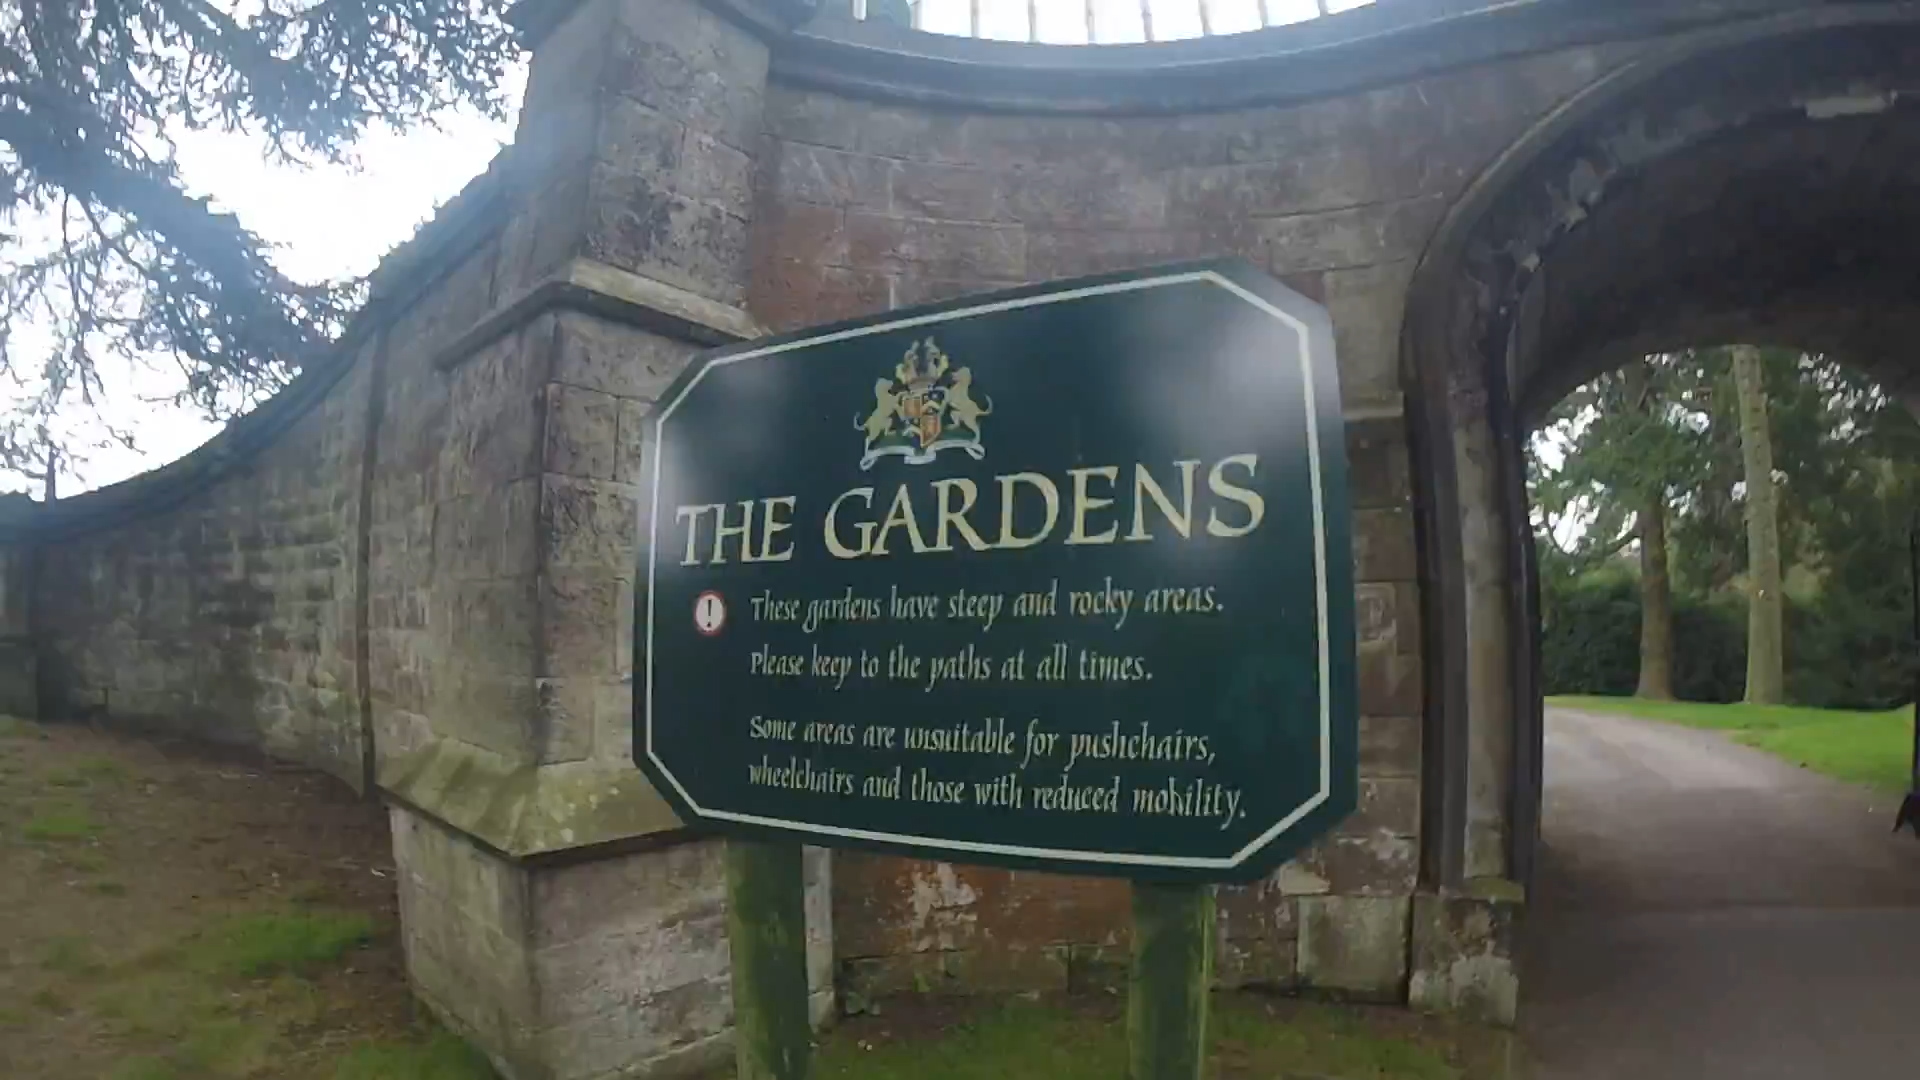 THE GARDENS
These gardens have steep and rocky areas.
Please keep to the paths at all times.
Some areas are unsuitable for pushchairs,
wheelchairs and those with reduced mobility.